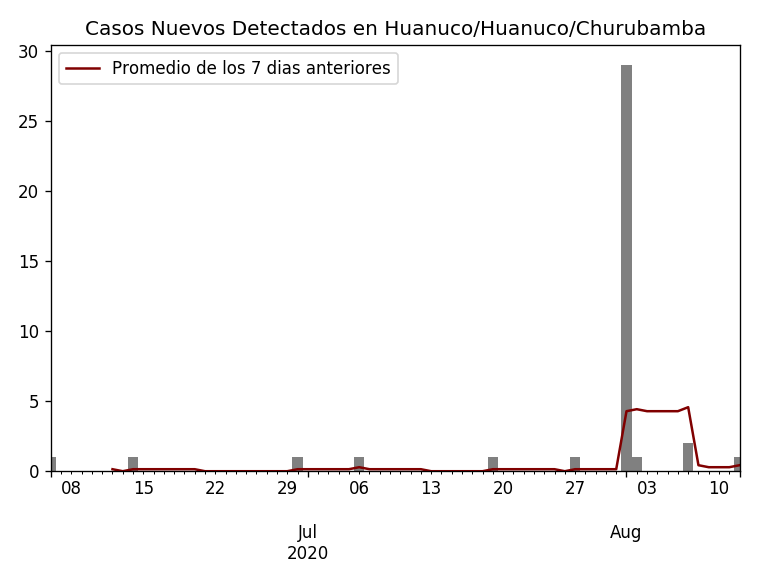 Casos Nuevos Detectados en Huanuco/Huanuco/Churubamba
Promedio de los 7 dias anteriores
30
25
20
15
10
5
0
08 15 22 29 06 13 20 27 03 10
Jul Aug
2020